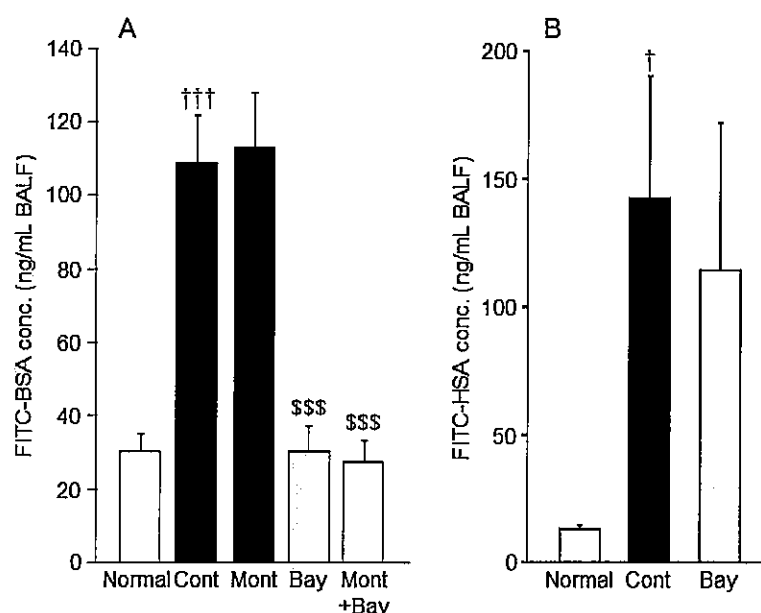 A
FITC-BSA conc. (ng/mL BALF)
140
120
100
80
60
40
20
0
†††
$$$
$$$
Normal Cont Mont Bay Mont
+Bay
B
FITC-HSA conc. (ng/mL BALF)
200
150
100
50
0
†
Normal Cont Bay